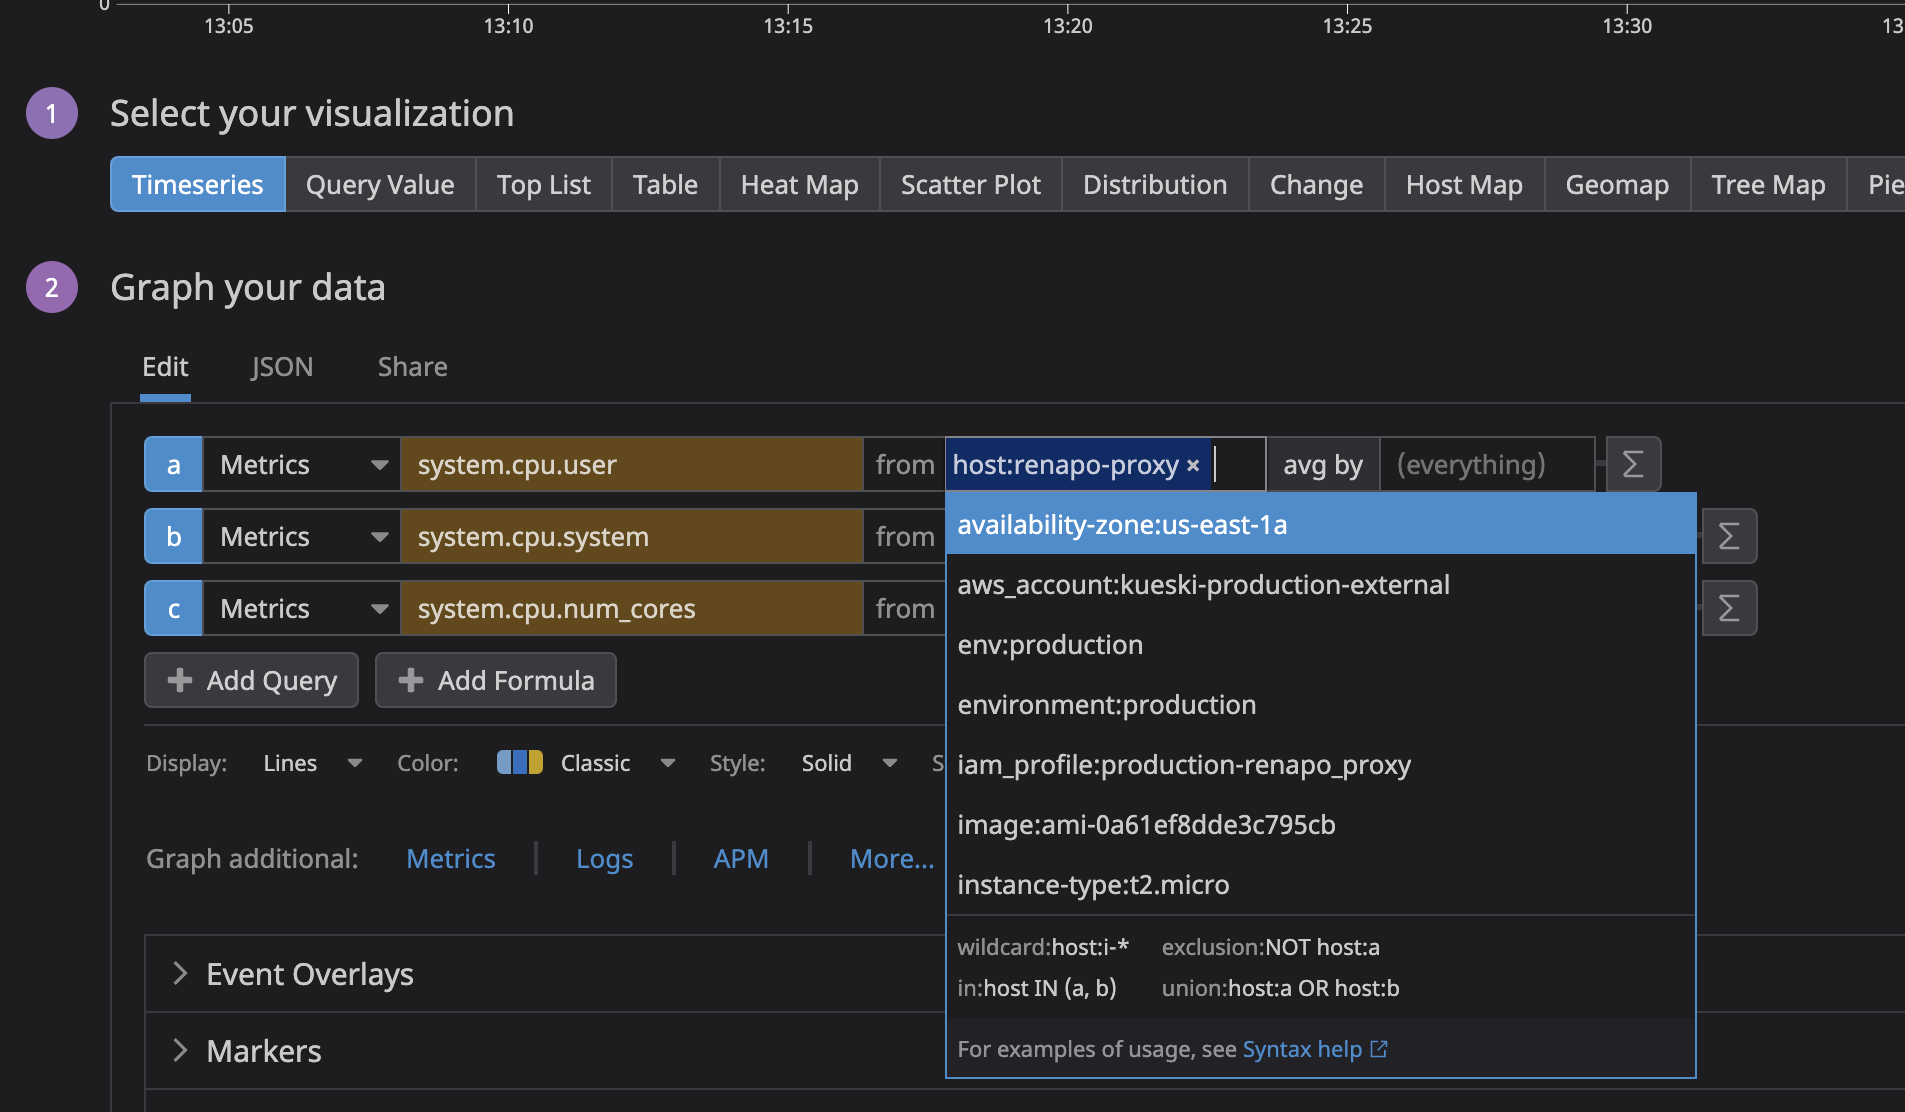 0
13:05 13:10 13:15 13:20 13:25 13:30 13
1 Select your visualization
Timeseries Query Value Top List Table Heat Map Scatter Plot Distribution Change Host Map Geomap Tree Map Pie
2 Graph your data
Edit JSON Share
a Metrics system.cpu.user from host:renapo-proxy × avg by (everything) Σ
b Metrics system.cpu.system from Σ
c Metrics system.cpu.num_cores from Σ
availability-zone:us-east-1a
aws_account:kueski-production-external
env:production
environment:production
iam_profile:production-renapo_proxy
image:ami-0a61ef8dde3c795cb
instance-type:t2.micro
wildcard:host:i-* exclusion:NOT host:a
in:host IN (a, b) union:host:a OR host:b
For examples of usage, see Syntax help
+ Add Query + Add Formula
Display: Lines Color: Classic Style: Solid S
Graph additional: Metrics | Logs | APM | More...
Event Overlays
Markers